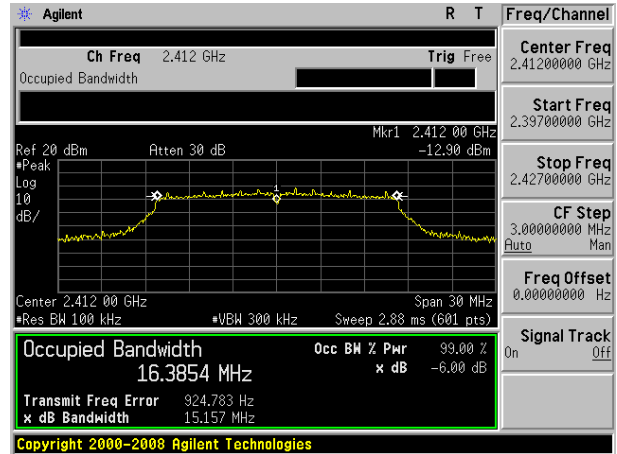 Agilent R T Freq/Channel
Ch Freq 2.412 GHz Trig Free
Occupied Bandwidth
Center Freq
2.41200000 GHz
Start Freq
2.39700000 GHz
Stop Freq
2.42700000 GHz
CF Step
3.00000000 MHz
Auto Man
Freq Offset
0.00000000 Hz
Signal Track
On Off
Mkr1 2.412 00 GHz
Ref 20 dBm Atten 30 dB -12.90 dBm
#Peak
Log
10
dB/
1
Center 2.412 00 GHz Span 30 MHz
#Res BW 100 kHz #VBW 300 kHz Sweep 2.88 ms (601 pts)
Occupied Bandwidth Occ BW % Pwr 99.00 %
16.3854 MHz x dB -6.00 dB
Transmit Freq Error 924.783 Hz
x dB Bandwidth 15.157 MHz
Copyright 2000-2008 Agilent Technologies